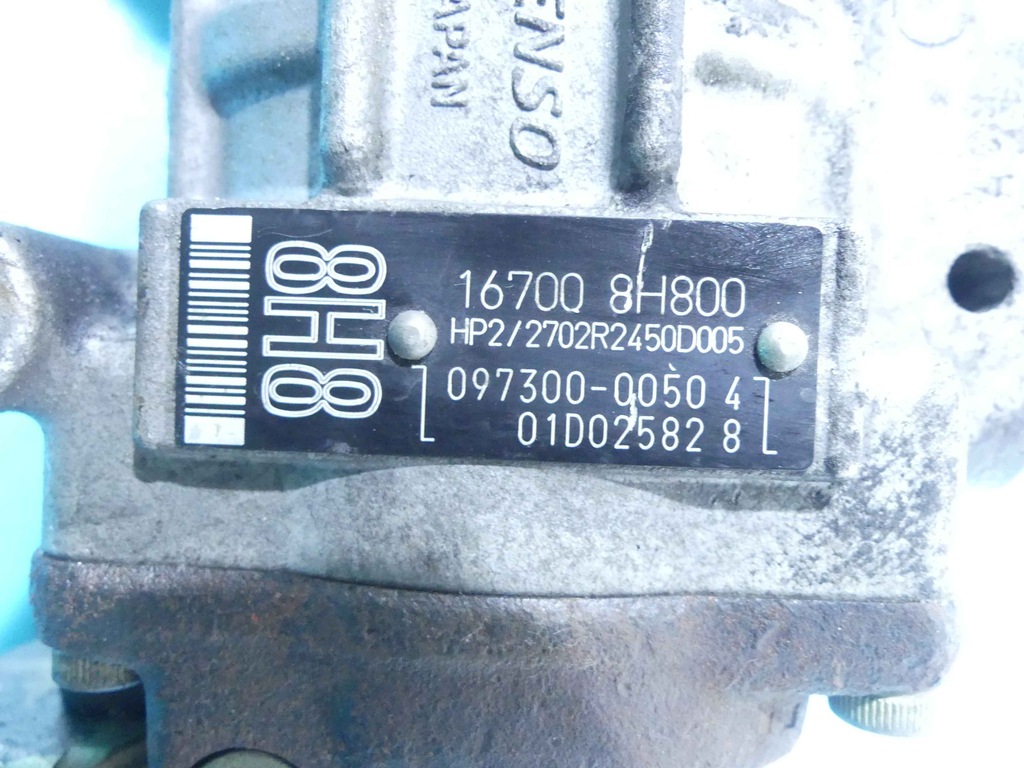 JAPAN
DENSO
8H8
16700 8H800
HP2/2702R2450D005
097300-0050 4
01D02582 8